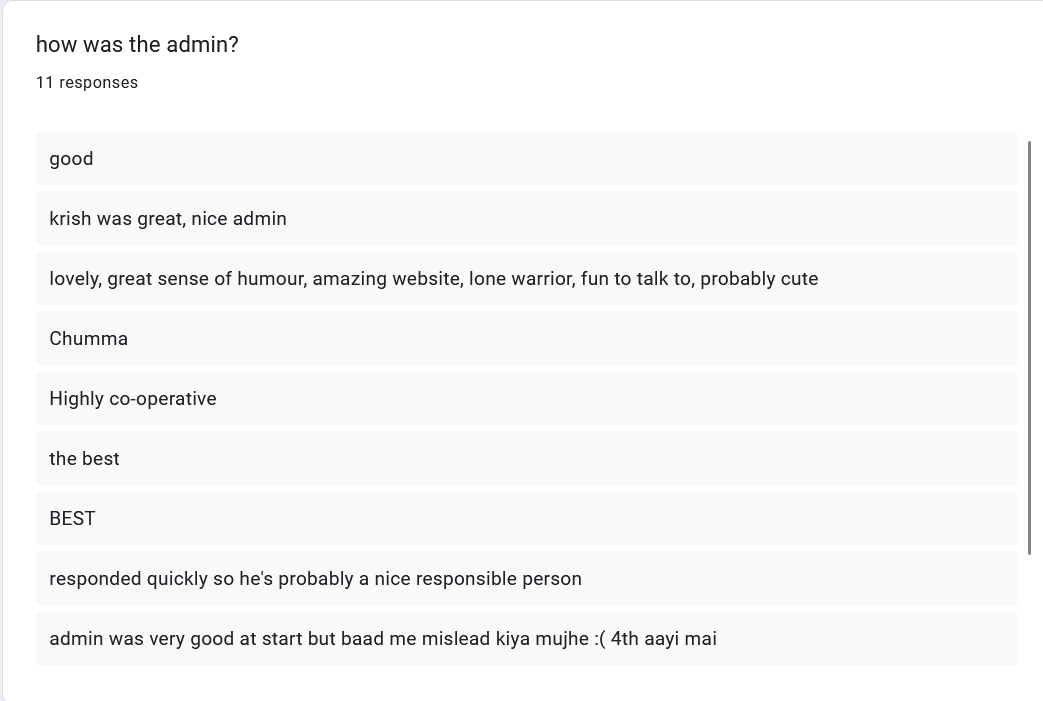 how was the admin?
11 responses
good
krish was great, nice admin
lovely, great sense of humour, amazing website, lone warrior, fun to talk to, probably cute
Chumma
Highly co-operative
the best
BEST
responded quickly so he's probably a nice responsible person
admin was very good at start but baad me mislead kiya mujhe :( 4th aayi mai